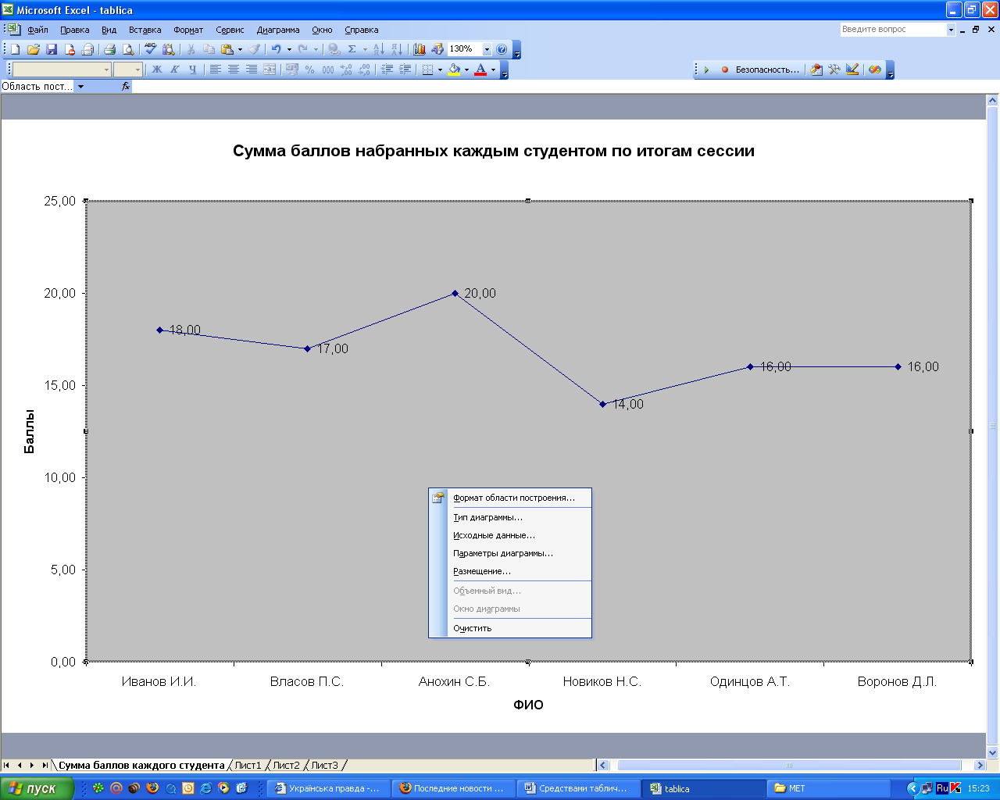 Microsoft Excel - tablica
Файл Правка Вид Вставка Формат Сервис Диаграмма Окно Справка Введите вопрос
130%
Ж К Ч % 000 Безопасность...
Область пост... fx
Сумма баллов набранных каждым студентом по итогам сессии
25,00
20,00
15,00
10,00
5,00
0,00
Баллы
18,00
17,00
20,00
14,00
16,00
16,00
Формат области построения...
Тип диаграммы...
Исходные данные...
Параметры диаграммы...
Размещение...
Объемный вид...
Окно диаграммы
Очистить
Иванов И.И. Власов П.С. Анохин С.Б. Новиков Н.С. Одинцов А.Т. Воронов Д.Л.
ФИО
Сумма баллов каждого студента Лист1 Лист2 Лист3
пуск Українська правда -... Последние новости ... Средствами таблич... tablica МЕТ Ru 15:23